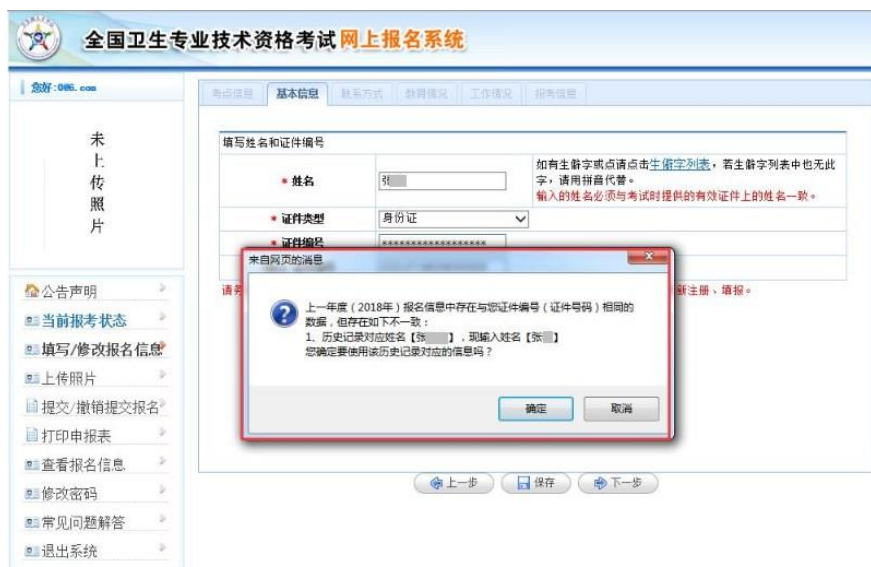 全国卫生专业技术资格考试网上报名系统
您好:006.com
考点信息 基本信息 联系方式 教育情况 工作情况 报考信息
未上传照片
填写姓名和证件编号
* 姓名 张
如有生僻字或点请点击生僻字列表，若生僻字列表中也无此
字，请用拼音代替。
输入的姓名必须与考试时提供的有效证件上的姓名一致。
* 证件类型 身份证
* 证件编号 ******************
新注册、填报。
来自网页的消息
上一年度（2018年）报名信息中存在与您证件编号（证件号码）相同的
数据，但存在如下不一致：
1、历史记录对应姓名【张 】，现输入姓名【张 】
您确定要使用该历史记录对应的信息吗？
确定 取消
公告声明
当前报考状态
填写/修改报名信息
上传照片
提交/撤销提交报名
打印申报表
查看报名信息
修改密码
常见问题解答
退出系统
上一步 保存 下一步